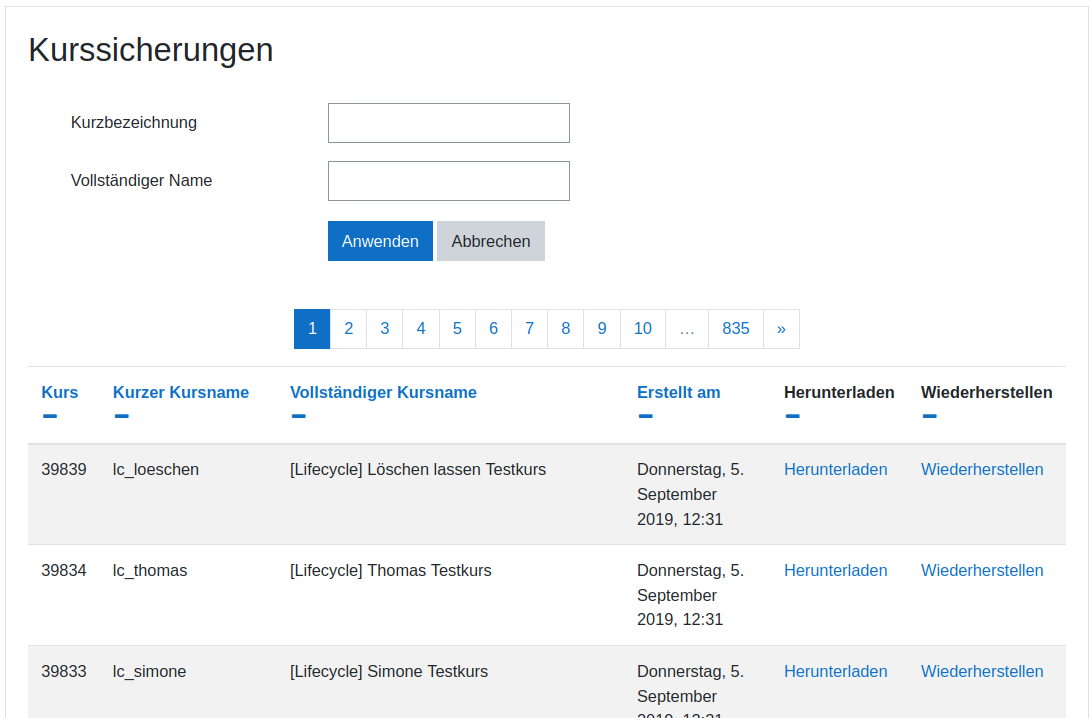 Kurssicherungen
Kurzbezeichnung
Vollständiger Name
Anwenden Abbrechen
1 2 3 4 5 6 7 8 9 10 … 835 »
Kurs Kurzer Kursname Vollständiger Kursname Erstellt am Herunterladen Wiederherstellen
39839 lc_loeschen [Lifecycle] Löschen lassen Testkurs Donnerstag, 5. Herunterladen Wiederherstellen
September
2019, 12:31
39834 lc_thomas [Lifecycle] Thomas Testkurs Donnerstag, 5. Herunterladen Wiederherstellen
September
2019, 12:31
39833 lc_simone [Lifecycle] Simone Testkurs Donnerstag, 5. Herunterladen Wiederherstellen
September
2019, 12:31